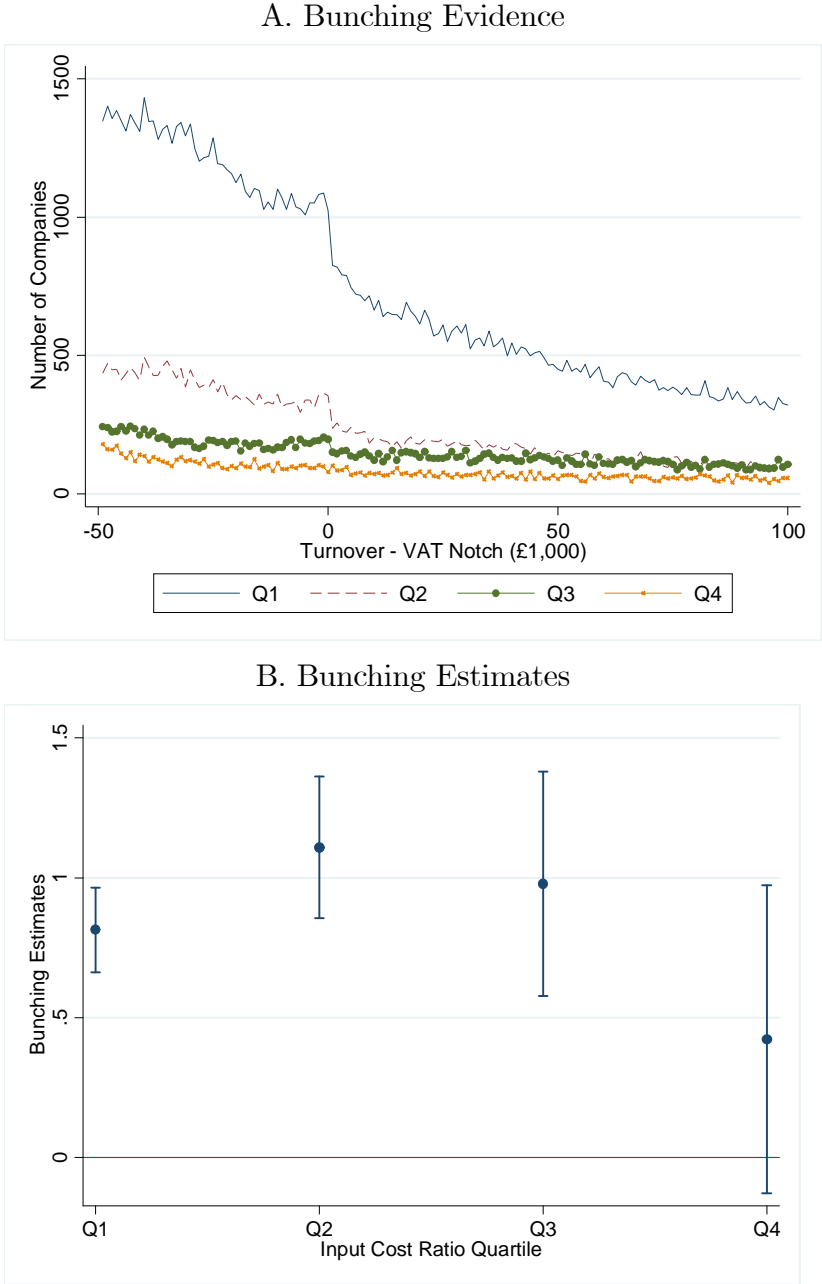 A. Bunching Evidence
1500
1000
500
0
Number of Companies
-50 0 50 100
Turnover - VAT Notch (£1,000)
Q1 Q2 Q3 Q4
B. Bunching Estimates
1.5
1
.5
0
Bunching Estimates
Q1 Q2 Q3 Q4
Input Cost Ratio Quartile